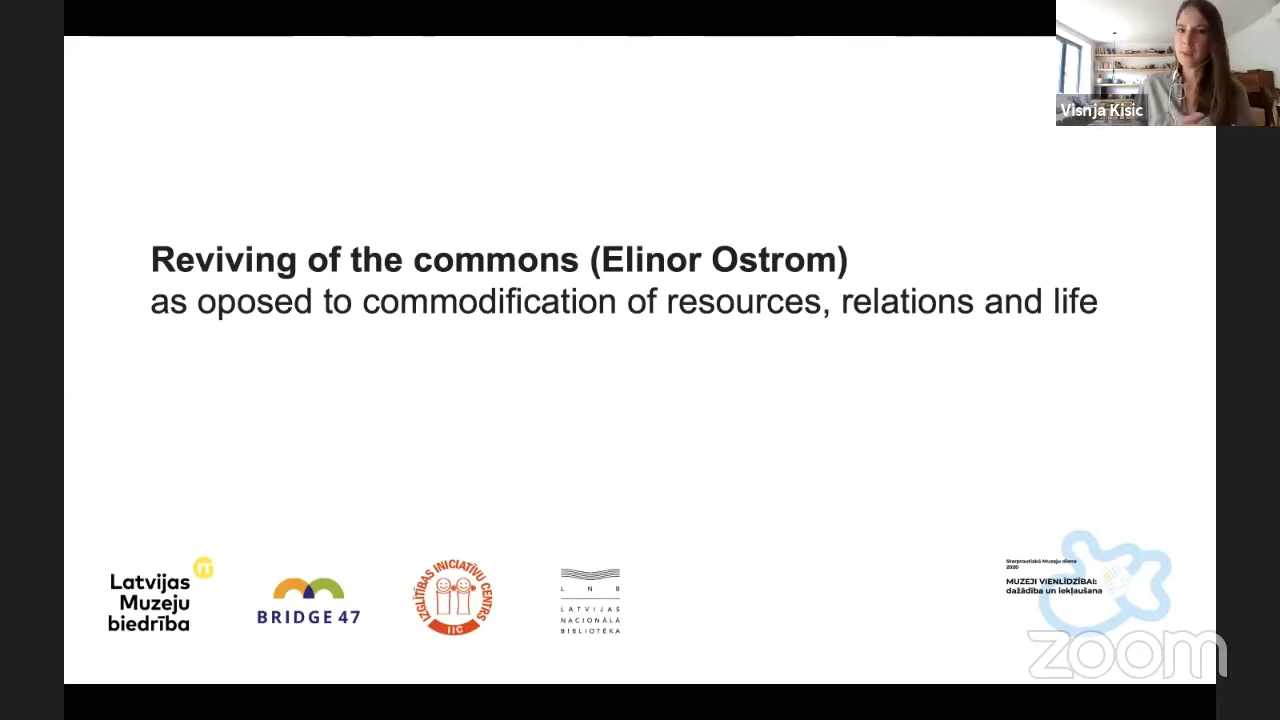 Visnja Kisic
Reviving of the commons (Elinor Ostrom)
as oposed to commodification of resources, relations and life
m
Latvijas
Muzeju
biedrība
BRIDGE 47
IZGLĪTĪBAS INICIATĪVU CENTRS
IIC
L N B
LATVIJAS
NACIONĀLĀ
BIBLIOTĒKA
Starptautiskā Muzeju diena
2020
MUZEJI VIENLĪDZĪBAI:
dažādība un iekļaušana
zoom